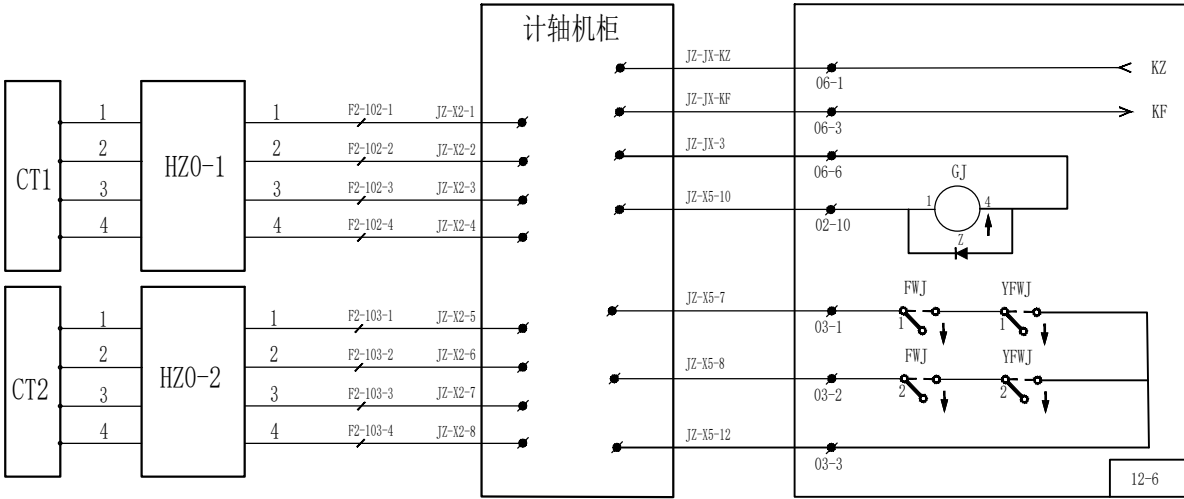 计轴机柜
CT1
1
2
3
4
HZ0-1
1 F2-102-1 JZ-X2-1
2 F2-102-2 JZ-X2-2
3 F2-102-3 JZ-X2-3
4 F2-102-4 JZ-X2-4
CT2
1
2
3
4
HZ0-2
1 F2-103-1 JZ-X2-5
2 F2-103-2 JZ-X2-6
3 F2-103-3 JZ-X2-7
4 F2-103-4 JZ-X2-8
JZ-JX-KZ
06-1
KZ
JZ-JX-KF
06-3
KF
JZ-JX-3
06-6
JZ-X5-10
02-10
GJ
1
4
Z
JZ-X5-7
03-1
FWJ
1
YFWJ
1
JZ-X5-8
03-2
FWJ
2
YFWJ
2
JZ-X5-12
03-3
12-6